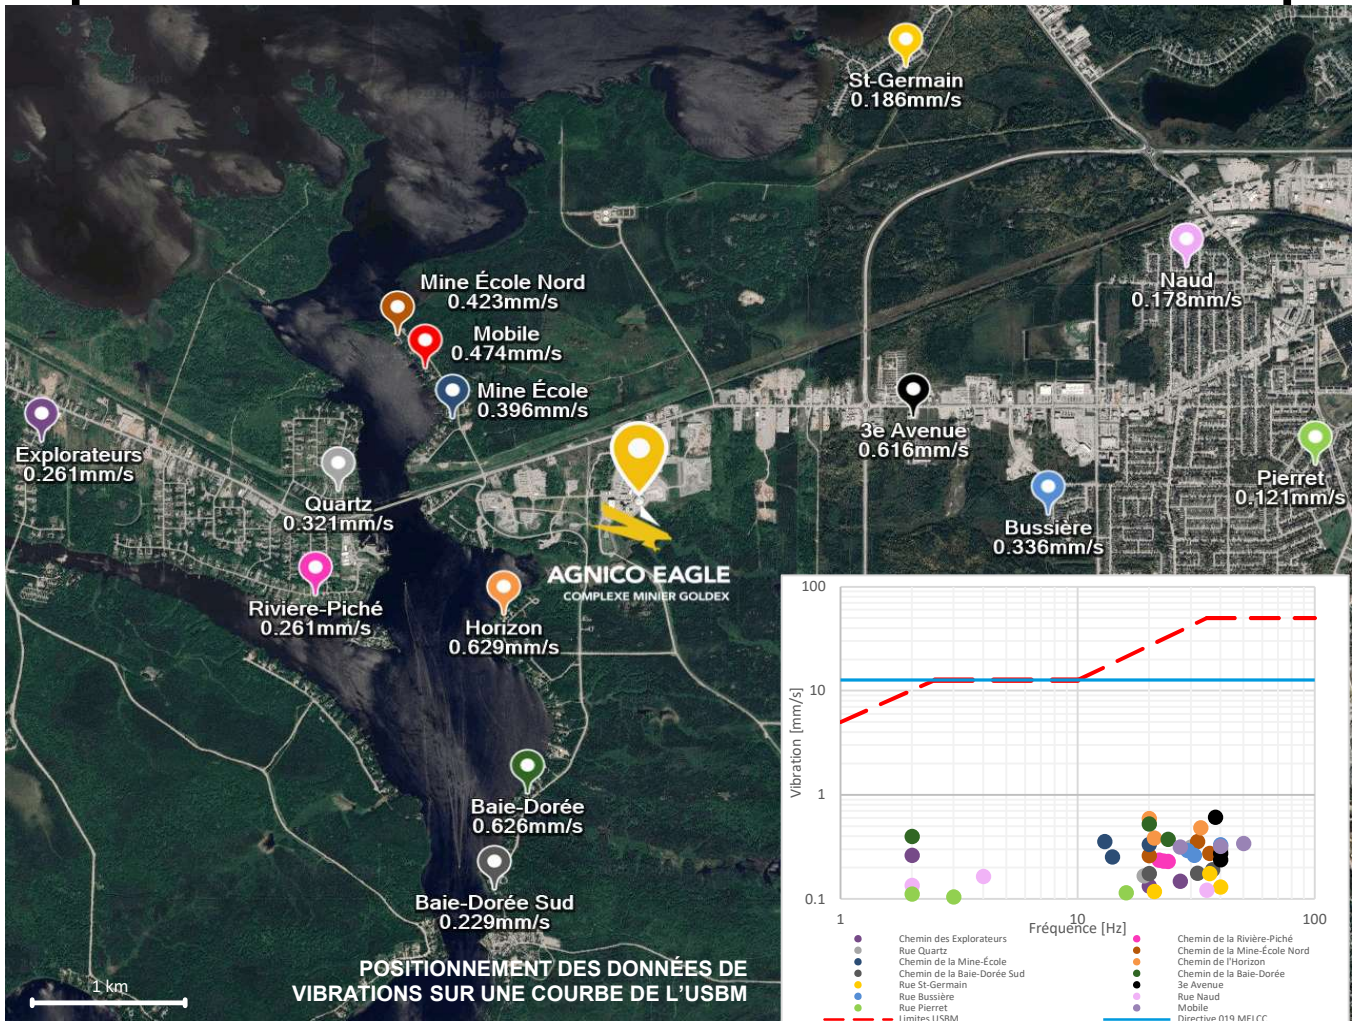 St-Germain
0.186mm/s
Naud
0.178mm/s
Mine École Nord
0.423mm/s
Mobile
0.474mm/s
Mine École
0.396mm/s
Explorateurs
0.261mm/s
Quartz
0.321mm/s
3e Avenue
0.616mm/s
Pierret
0.121mm/s
Bussière
0.336mm/s
AGNICO EAGLE
COMPLEXE MINIER GOLDEX
Riviere-Piché
0.261mm/s
Horizon
0.629mm/s
Baie-Dorée
0.626mm/s
Baie-Dorée Sud
0.229mm/s
POSITIONNEMENT DES DONNÉES DE
VIBRATIONS SUR UNE COURBE DE L'USBM
1 km
100
10
1
0.1
Vibration [mm/s]
1
10
100
Fréquence [Hz]
Chemin des Explorateurs
Chemin de la Rivière-Piché
Rue Quartz
Chemin de la Mine-École Nord
Chemin de la Mine-École
Chemin de l'Horizon
Chemin de la Baie-Dorée Sud
Chemin de la Baie-Dorée
Rue St-Germain
3e Avenue
Rue Bussière
Rue Naud
Rue Pierret
Mobile
Limites USBM
Directive 019 MELCC